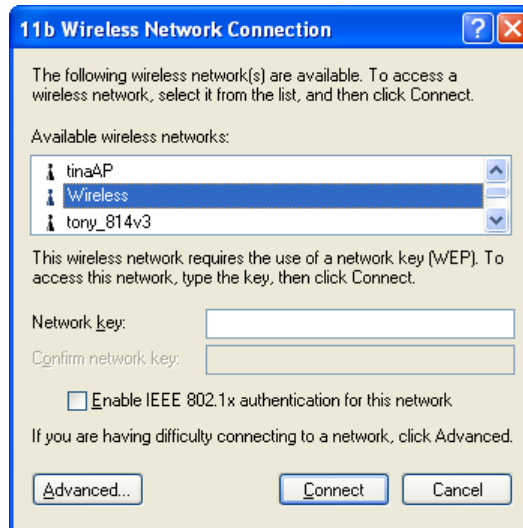 11b Wireless Network Connection
The following wireless network(s) are available. To access a
wireless network, select it from the list, and then click Connect.
Available wireless networks:
tinaAP
Wireless
tony_814v3
This wireless network requires the use of a network key (WEP). To
access this network, type the key, then click Connect.
Network key:
Confirm network key:
Enable IEEE 802.1x authentication for this network
If you are having difficulty connecting to a network, click Advanced.
Advanced... Connect Cancel